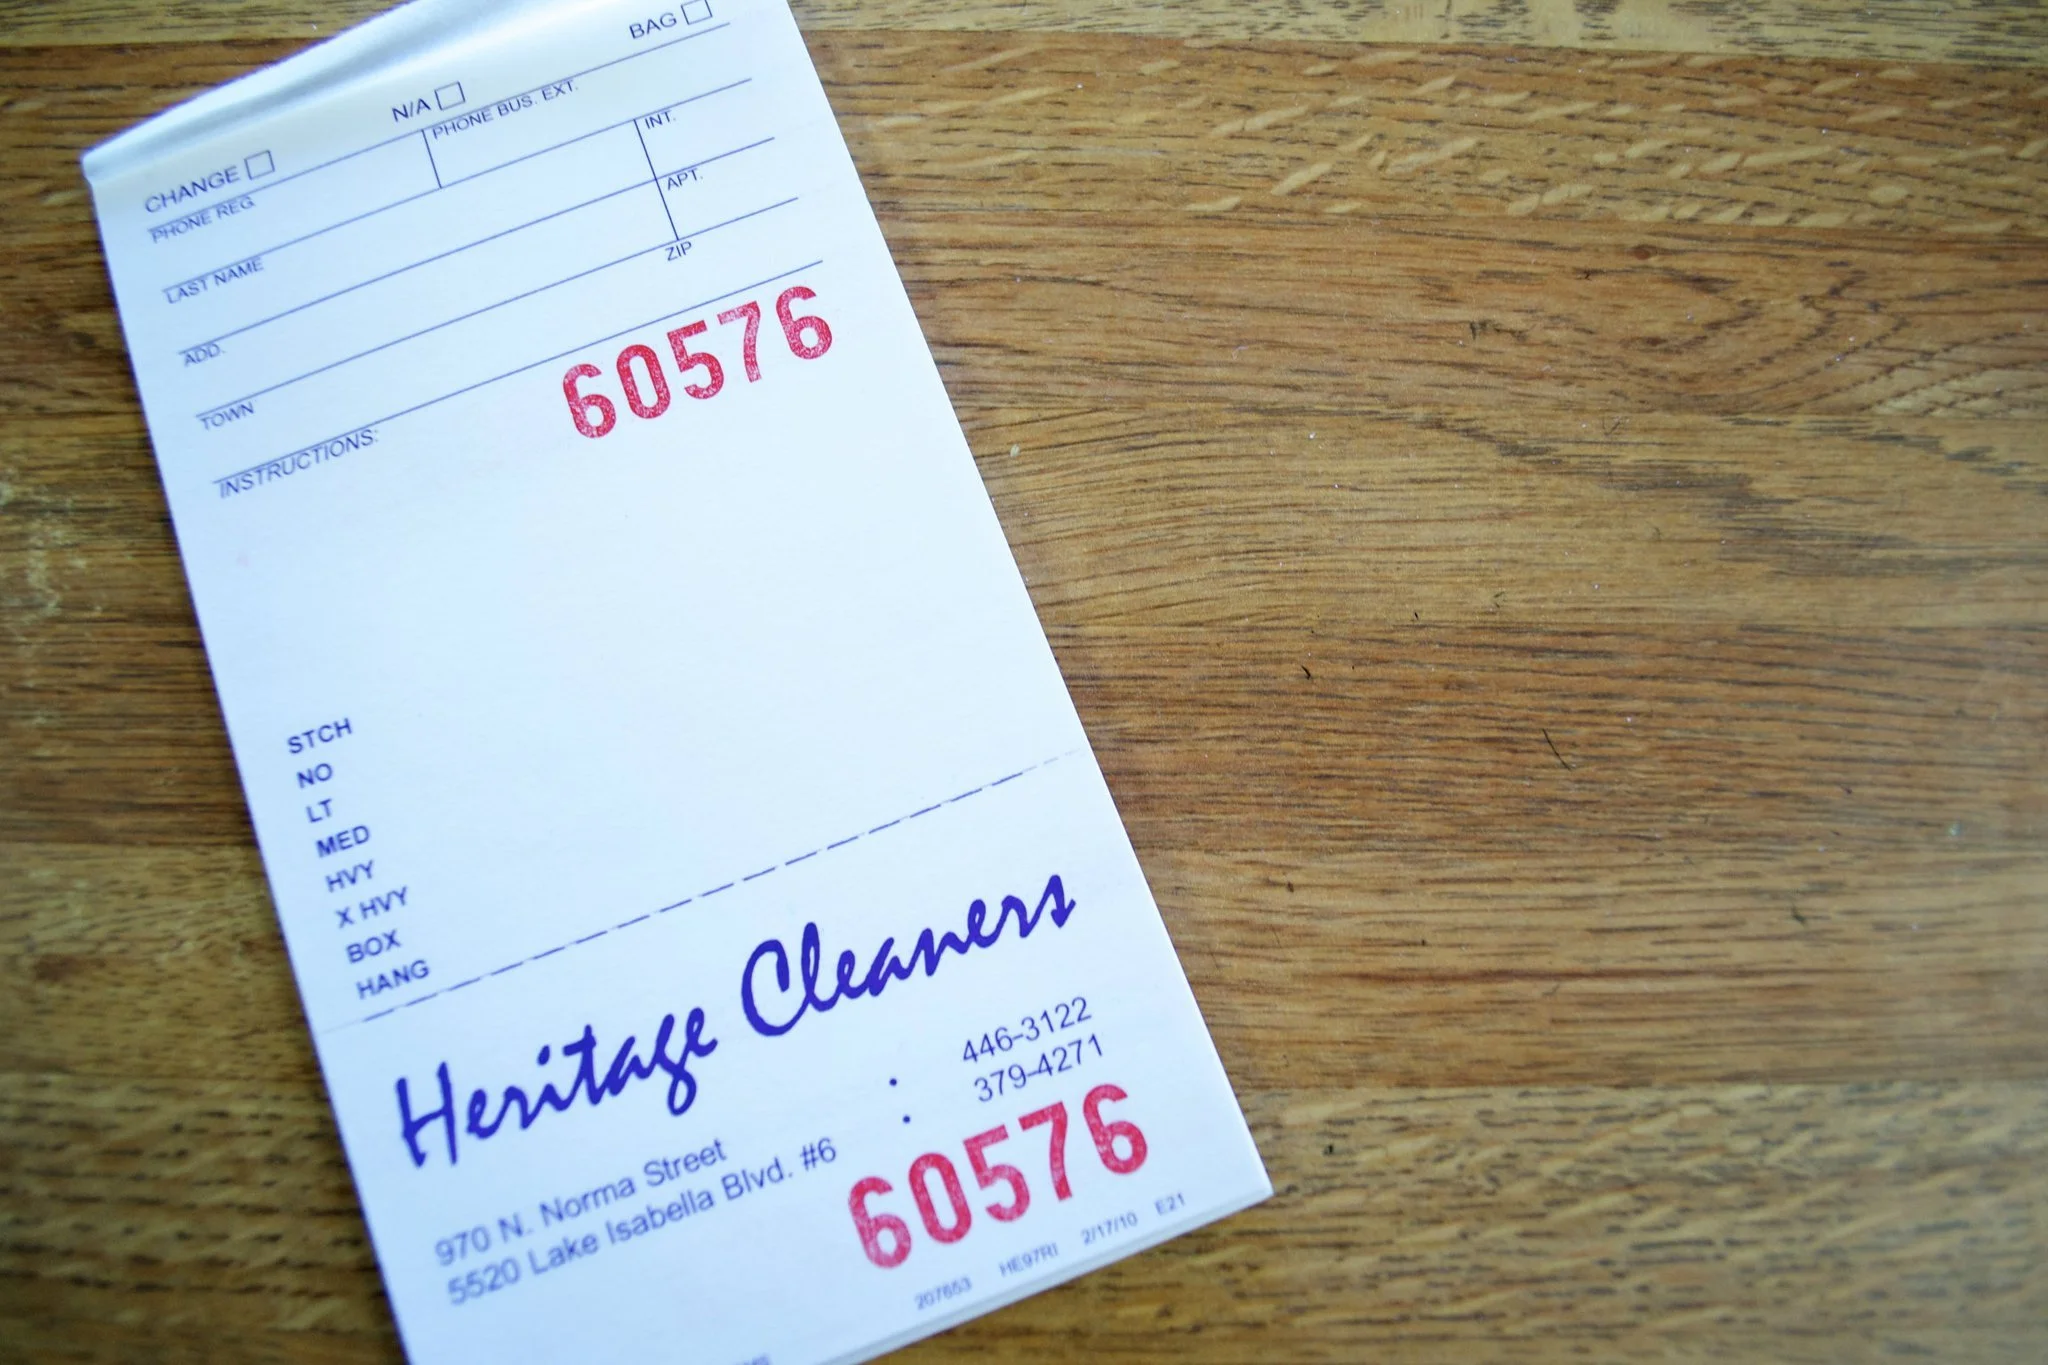 CHANGE N/A BAG
PHONE REG. PHONE BUS. EXT.
LAST NAME INT.
ADD. APT.
TOWN ZIP
INSTRUCTIONS:
60576
STCH
NO
LT
MED
HVY
X HVY
BOX
HANG
Heritage Cleaners
970 N. Norma Street : 446-3122
5520 Lake Isabella Blvd. #6 : 379-4271
60576
207653 HE97RI 2/17/10 E21